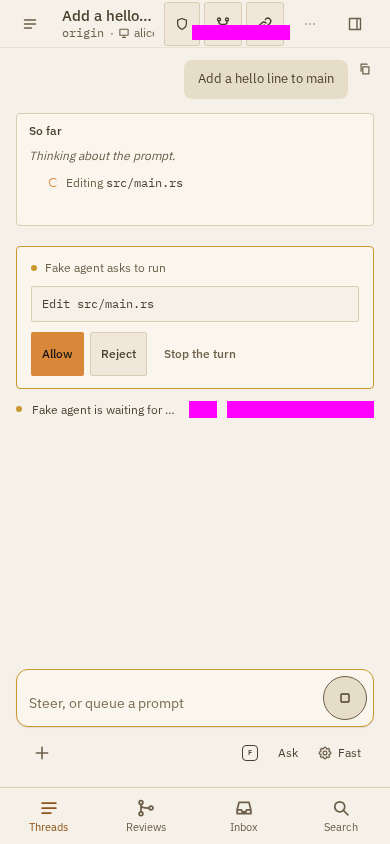 Add a hello...
origin · alic
Add a hello line to main
So far
Thinking about the prompt.
Editing src/main.rs
Fake agent asks to run
Edit src/main.rs
Allow Reject Stop the turn
Fake agent is waiting for ...
Steer, or queue a prompt
F Ask Fast
Threads Reviews Inbox Search